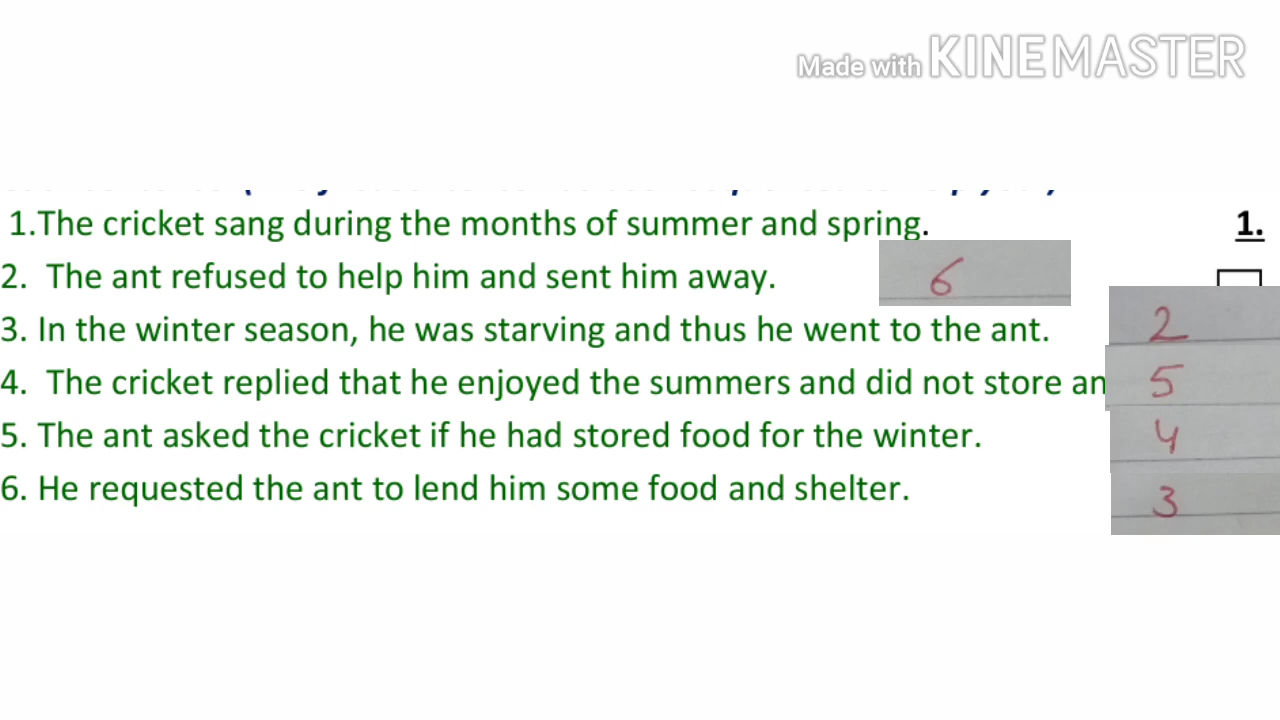 Made with KINEMASTER
1.The cricket sang during the months of summer and spring. 1.
2. The ant refused to help him and sent him away. 6
3. In the winter season, he was starving and thus he went to the ant. 2
4. The cricket replied that he enjoyed the summers and did not store an 5
5. The ant asked the cricket if he had stored food for the winter. 4
6. He requested the ant to lend him some food and shelter. 3